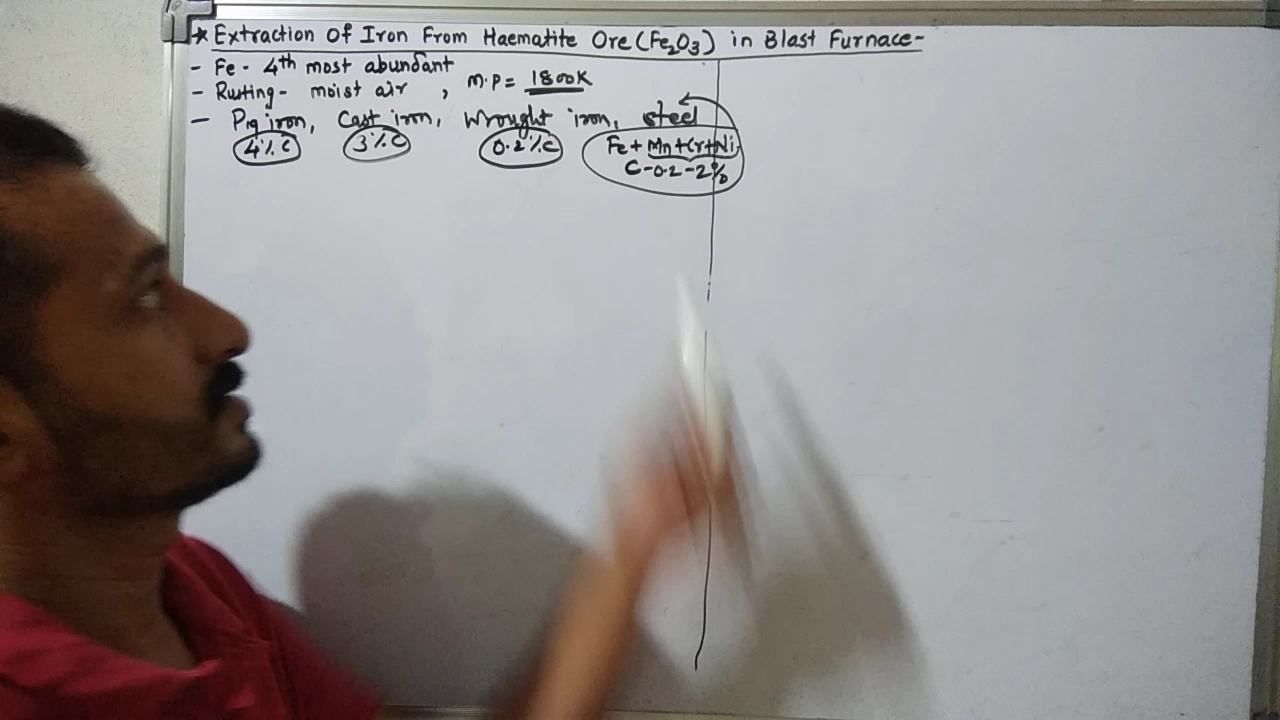 * Extraction Of Iron From Haematite Ore (Fe₂O₃) in Blast Furnace-
- Fe - 4th most abundant
- Rusting - moist air , m.p = 1800K
- Pig iron, Cast iron, Wrought iron, steel
4%C 3%C 0.2%C Fe + Mn+Cr+Ni
C-0.2-2%